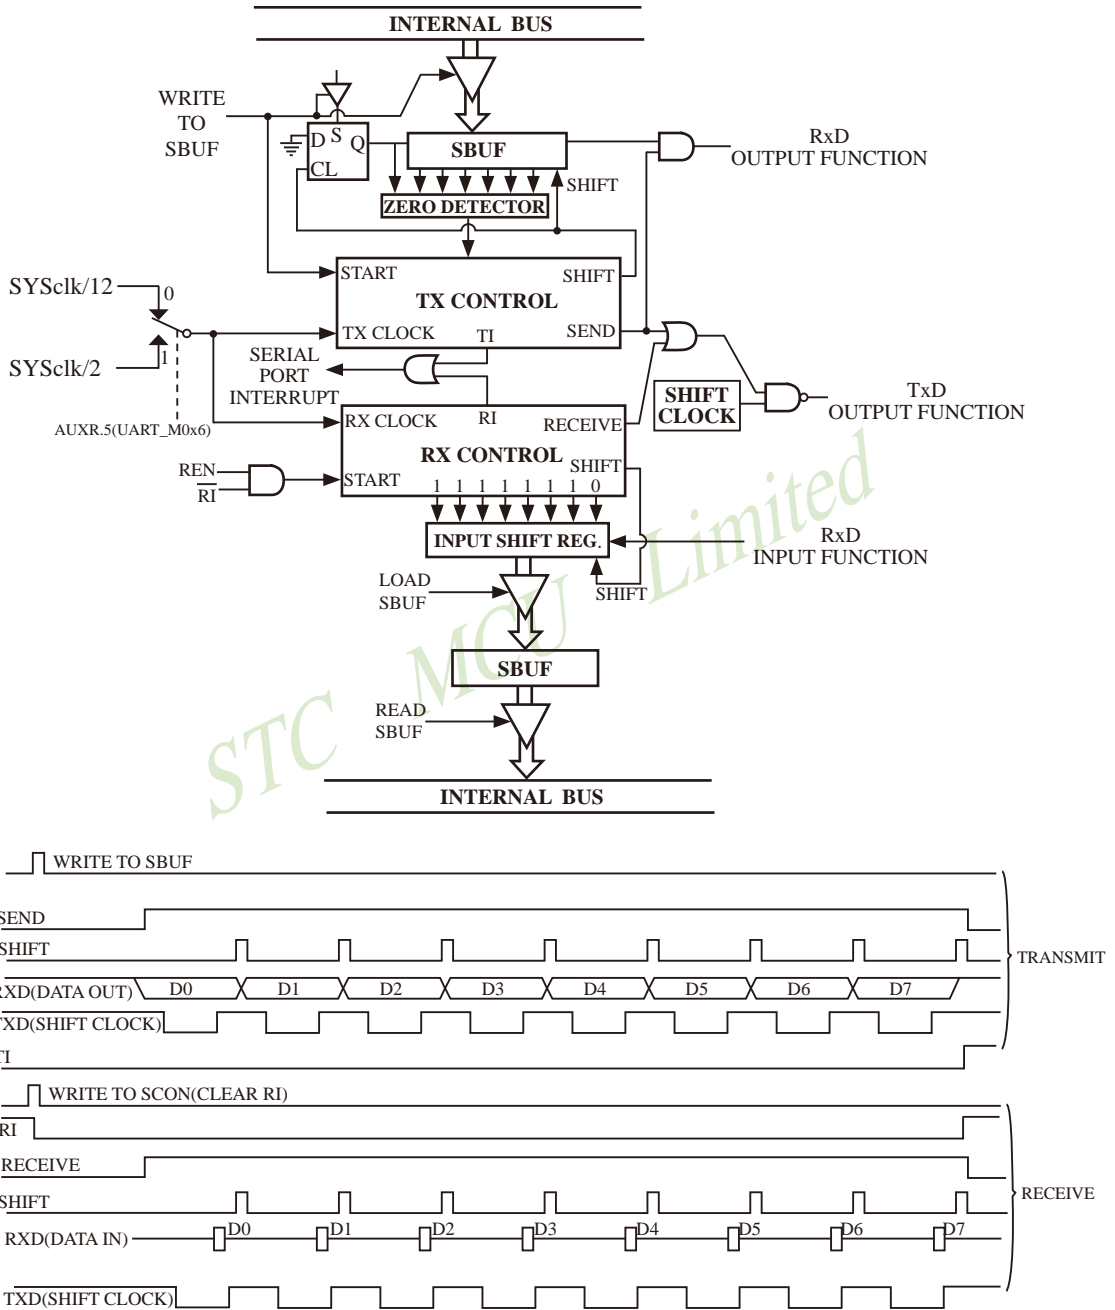 INTERNAL BUS
WRITE
TO
SBUF
D S Q
CL
SBUF
RxD
OUTPUT FUNCTION
SHIFT
ZERO DETECTOR
START
SHIFT
TX CONTROL
TX CLOCK
TI
SEND
SYSclk/12
0
SYSclk/2
1
AUXR.5(UART_M0x6)
SERIAL
PORT
INTERRUPT
SHIFT
CLOCK
TxD
OUTPUT FUNCTION
RX CLOCK
RI
RECEIVE
RX CONTROL
SHIFT
START
1 1 1 1 1 1 1 0
REN
RI
INPUT SHIFT REG.
RxD
INPUT FUNCTION
SHIFT
LOAD
SBUF
SBUF
READ
SBUF
INTERNAL BUS
STC MCU Limited
WRITE TO SBUF
SEND
SHIFT
TRANSMIT
RXD(DATA OUT) D0 D1 D2 D3 D4 D5 D6 D7
TXD(SHIFT CLOCK)
TI
WRITE TO SCON(CLEAR RI)
RI
RECEIVE
SHIFT
RECEIVE
RXD(DATA IN) D0 D1 D2 D3 D4 D5 D6 D7
TXD(SHIFT CLOCK)